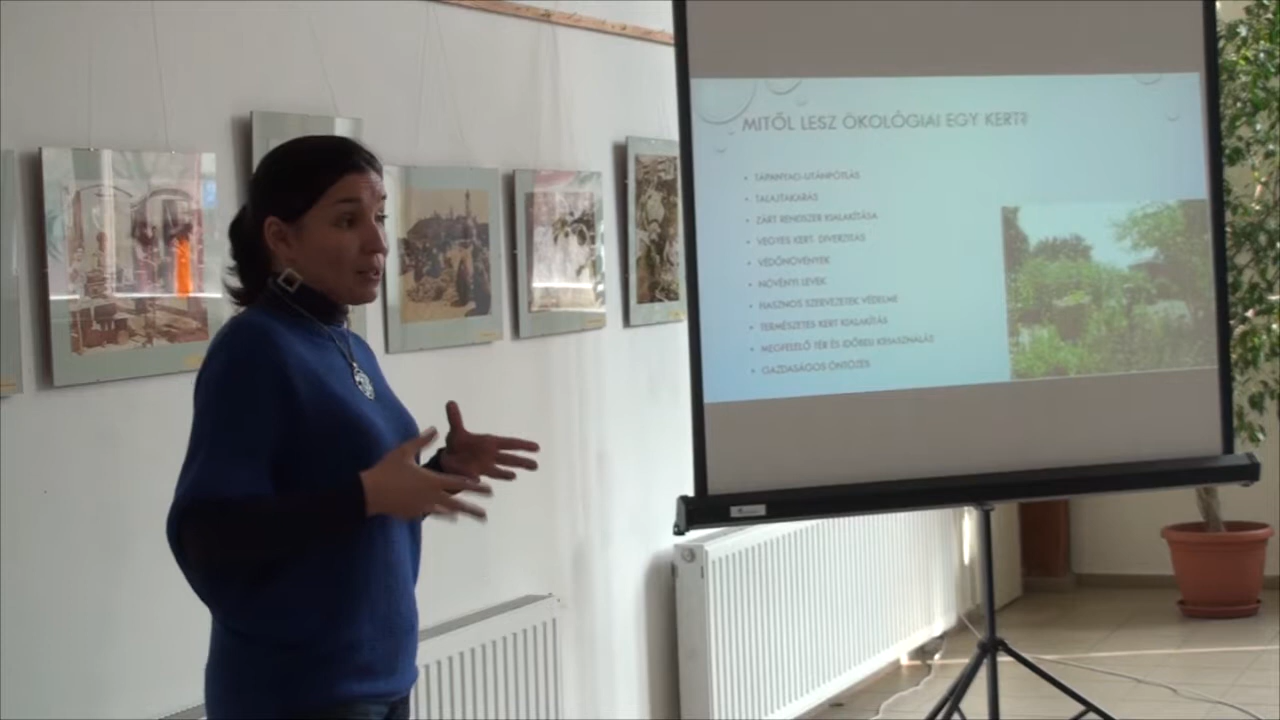 MITŐL LESZ ÖKOLÓGIAI EGY KERT?
• TÁPANYAG-UTÁNPÓTLÁS
• TALAJTAKARÁS
• ZÁRT RENDSZER KIALAKÍTÁSA
• VEGYES KERT- DIVERZITÁS
• VÉDŐNÖVÉNYEK
• NÖVÉNYI LEVEK
• HASZNOS SZERVEZETEK VÉDELME
• TERMÉSZETES KERT KIALAKÍTÁS
• MEGFELELŐ TÉR ÉS IDŐBELI KIHASZNÁLÁS
• GAZDASÁGOS ÖNTÖZÉS